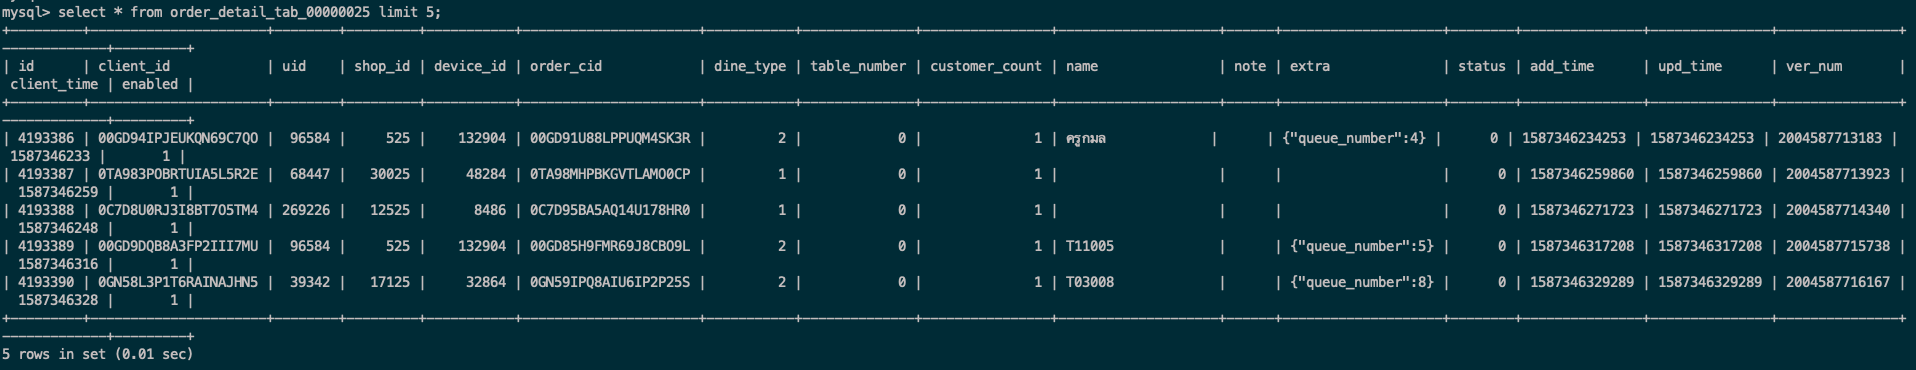 mysql> select * from order_detail_tab_00000025 limit 5;
+----------+----------------------+--------+---------+-----------+----------------------+-----------+--------------+----------------+--------------------+------+--------------------+--------+---------------+---------------+---------------+
-------------+---------+
| id | client_id | uid | shop_id | device_id | order_cid | dine_type | table_number | customer_count | name | note | extra | status | add_time | upd_time | ver_num |
client_time | enabled |
+----------+----------------------+--------+---------+-----------+----------------------+-----------+--------------+----------------+--------------------+------+--------------------+--------+---------------+---------------+---------------+
-------------+---------+
| 4193386 | 00GD94IPJEUKQN69C7QO | 96584 | 525 | 132904 | 00GD91U88LPPUQM4SK3R | 2 | 0 | 1 | ครูกมล | | {"queue_number":4} | 0 | 1587346234253 | 1587346234253 | 2004587713183 |
1587346233 | 1 |
| 4193387 | 0TA983POBRTUIA5L5R2E | 68447 | 30025 | 48284 | 0TA98MHPBKGVTLAMO0CP | 1 | 0 | 1 | | | | 0 | 1587346259860 | 1587346259860 | 2004587713923 |
1587346259 | 1 |
| 4193388 | 0C7D8U0RJ3I8BT7O5TM4 | 269226 | 12525 | 8486 | 0C7D95BA5AQ14U178HR0 | 1 | 0 | 1 | | | | 0 | 1587346271723 | 1587346271723 | 2004587714340 |
1587346248 | 1 |
| 4193389 | 00GD9DQB8A3FP2III7MU | 96584 | 525 | 132904 | 00GD85H9FMR69J8CBO9L | 2 | 0 | 1 | T11005 | | {"queue_number":5} | 0 | 1587346317208 | 1587346317208 | 2004587715738 |
1587346316 | 1 |
| 4193390 | 0GN58L3P1T6RAINAJHN5 | 39342 | 17125 | 32864 | 0GN59IPQ8AIU6IP2P25S | 2 | 0 | 1 | T03008 | | {"queue_number":8} | 0 | 1587346329289 | 1587346329289 | 2004587716167 |
1587346328 | 1 |
+----------+----------------------+--------+---------+-----------+----------------------+-----------+--------------+----------------+--------------------+------+--------------------+--------+---------------+---------------+---------------+
-------------+---------+
5 rows in set (0.01 sec)